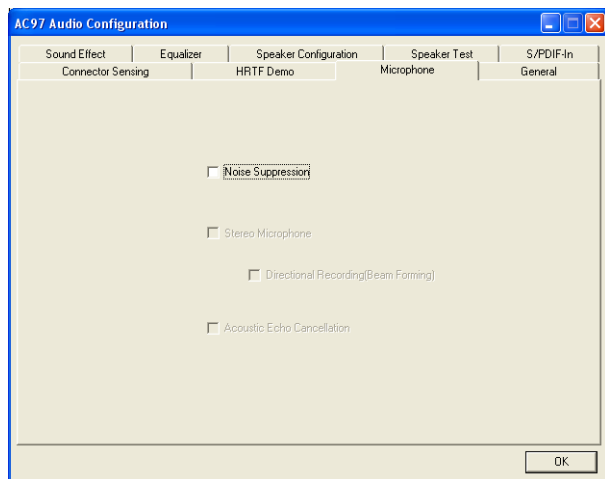 AC97 Audio Configuration
Sound Effect Equalizer Speaker Configuration Speaker Test S/PDIF-In
Connector Sensing HRTF Demo Microphone General
Noise Suppression
Stereo Microphone
Directional Recording(Beam Forming)
Acoustic Echo Cancellation
OK